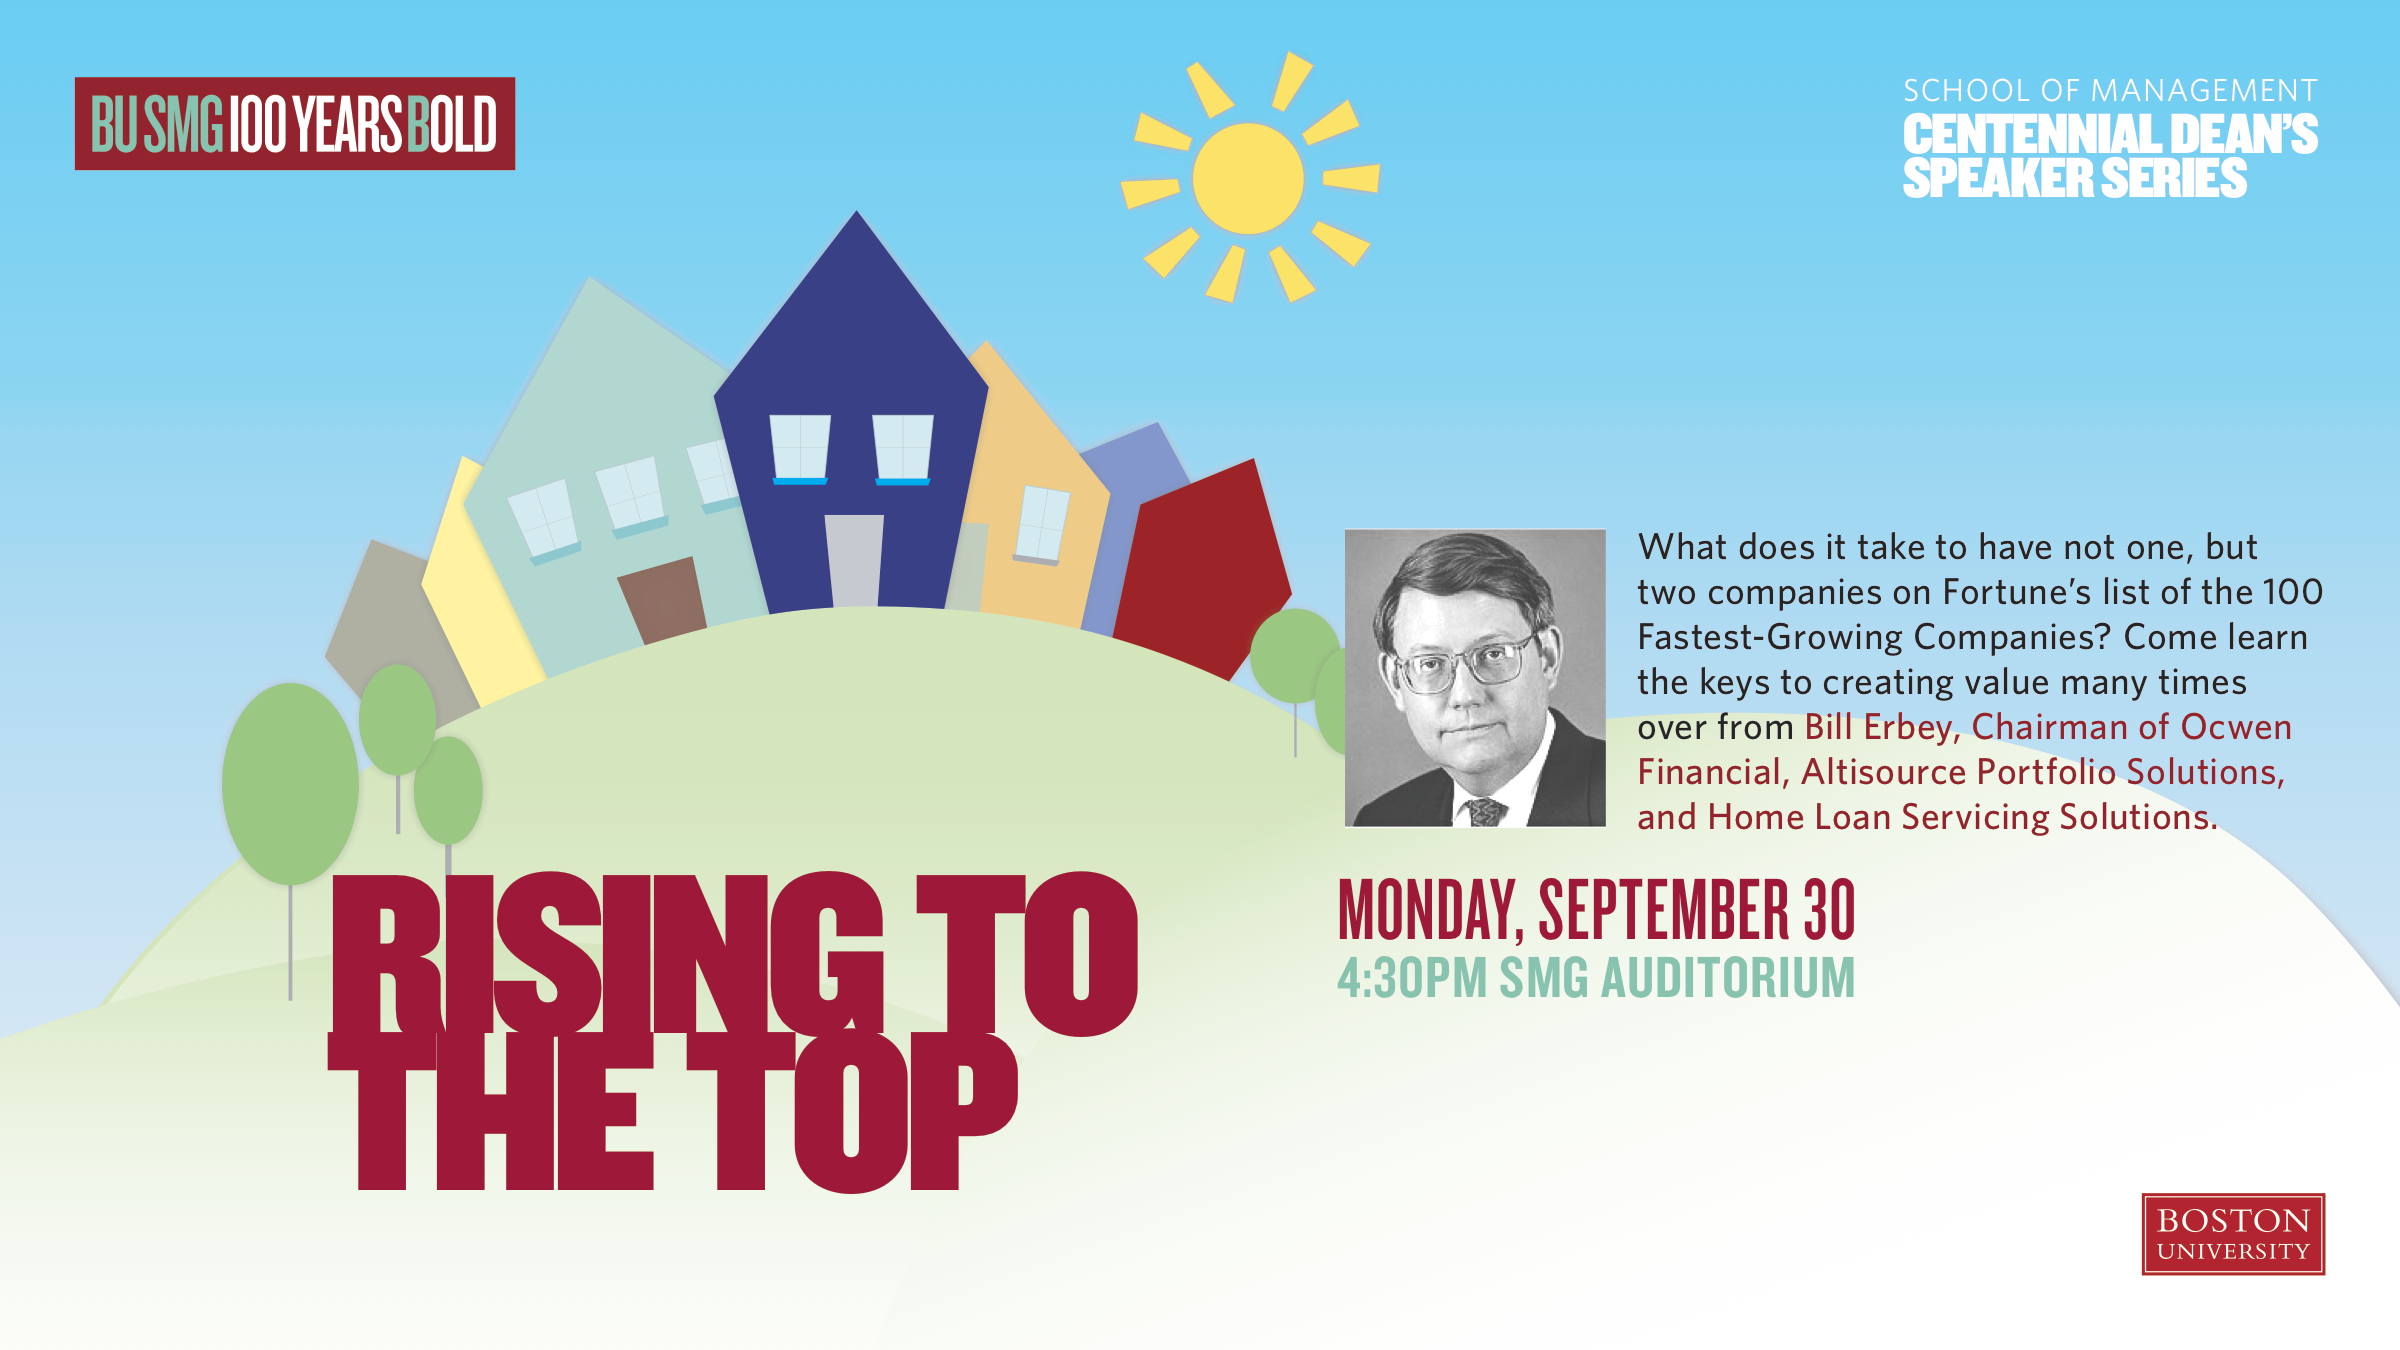 BU SMG 100 YEARS BOLD
SCHOOL OF MANAGEMENT
CENTENNIAL DEAN'S
SPEAKER SERIES
What does it take to have not one, but
two companies on Fortune's list of the 100
Fastest-Growing Companies? Come learn
the keys to creating value many times
over from Bill Erbey, Chairman of Ocwen
Financial, Altisource Portfolio Solutions,
and Home Loan Servicing Solutions.
RISING TO
THE TOP
MONDAY, SEPTEMBER 30
4:30PM SMG AUDITORIUM
BOSTON
UNIVERSITY